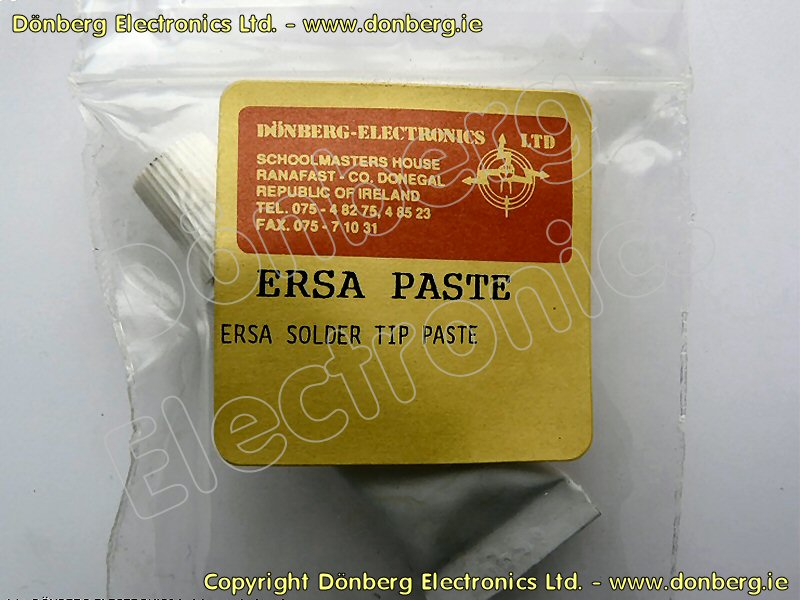 Dönberg Electronics Ltd. - www.donberg.ie
DÖNBERG-ELECTRONICS LTD
SCHOOLMASTERS HOUSE
RANAFAST - CO. DONEGAL
REPUBLIC OF IRELAND
TEL. 075 - 4 82 75, 4 85 23
FAX. 075 - 7 10 31
ERSA PASTE
ERSA SOLDER TIP PASTE
Dönberg
Electronics
Copyright Dönberg Electronics Ltd. - www.donberg.ie